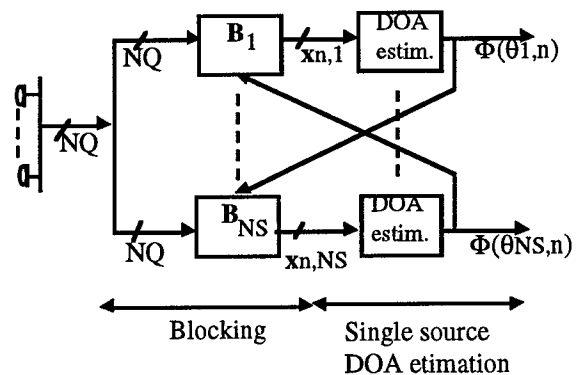 B1
DOA
estim.
NQ
xn,1
Φ(θ1,n)
NQ
BNS
DOA
estim.
NQ
xn,NS
Φ(θNS,n)
Blocking
Single source
DOA etimation